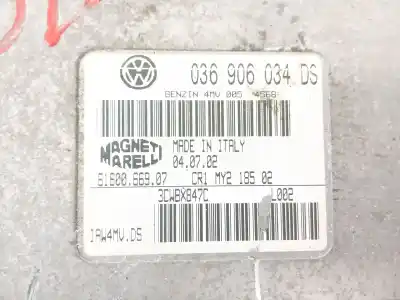 036 906 034 DS
BENZIN 4MV 005 4568
MAGNETI MARELLI
MADE IN ITALY
04.07.02
61600.669.07 CR1 MY2 185 02
3CWBX847C L002
IAW4MV.DS